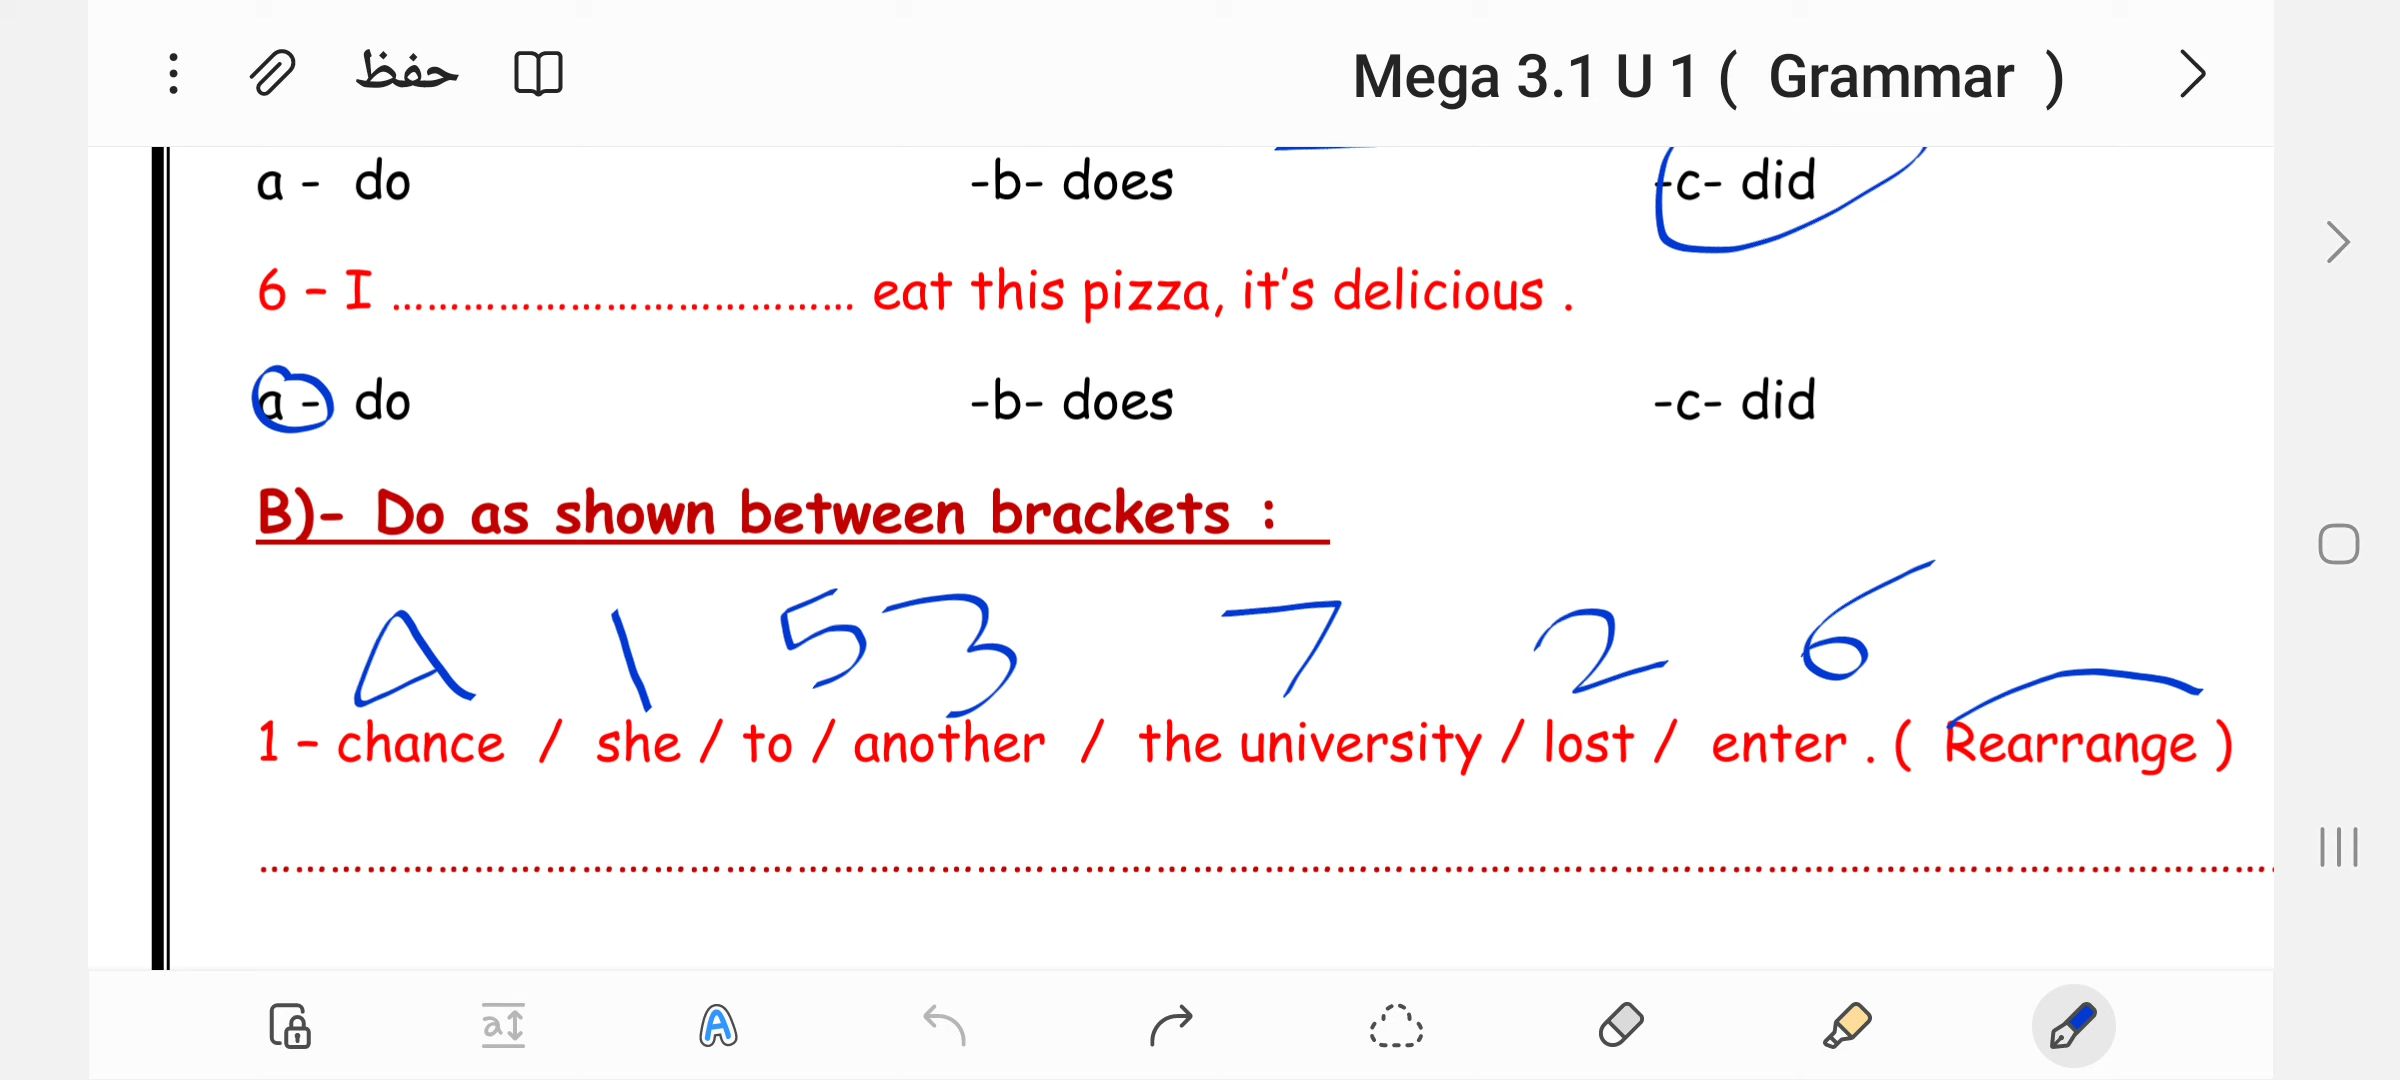 حفظ Mega 3.1 U 1 ( Grammar )
a - do -b- does -c- did
6 - I ....................................... eat this pizza, it's delicious .
a - do -b- does -c- did
B)- Do as shown between brackets :
4 1 5 3 7 2 6
1 - chance / she / to / another / the university / lost / enter . ( Rearrange )